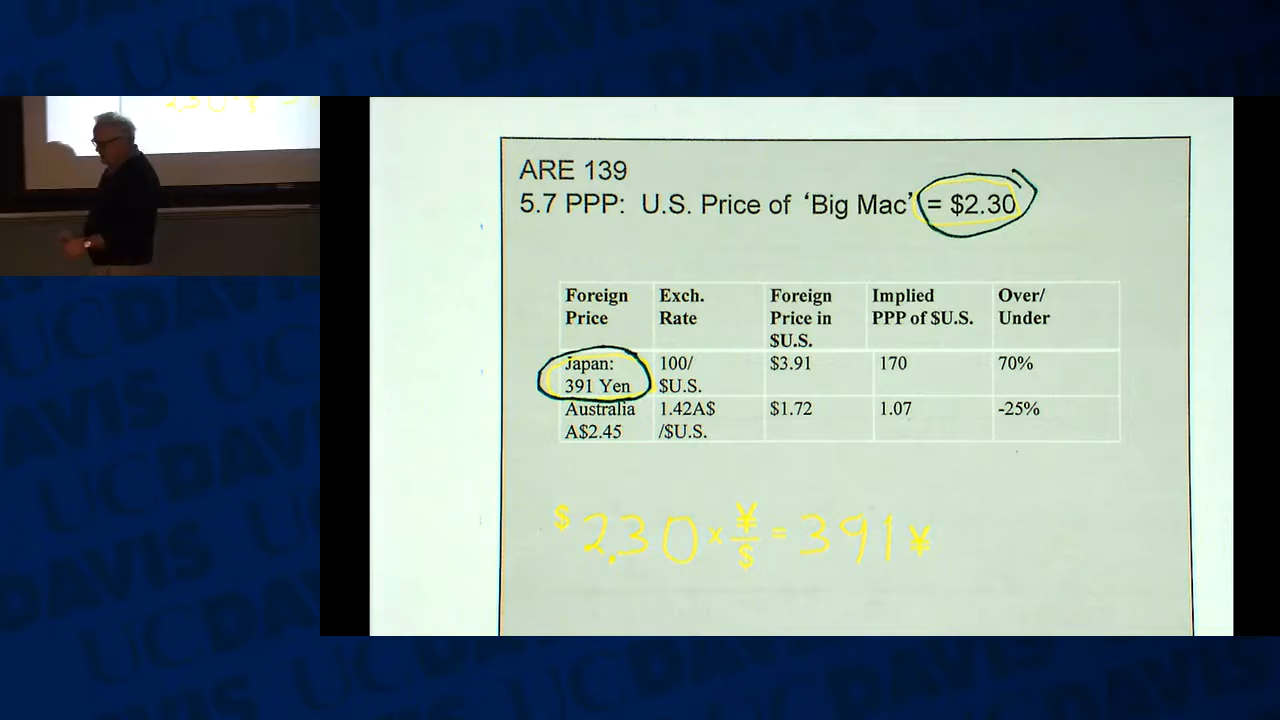 ARE 139
5.7 PPP: U.S. Price of ‘Big Mac’ = $2.30
Foreign Price Exch. Rate Foreign Price in $U.S. Implied PPP of $U.S. Over/ Under
Japan: 391 Yen 100/ $U.S. $3.91 170 70%
Australia A$2.45 1.42A$ /$U.S. $1.72 1.07 -25%
$2.30 × ¥/$ = 391 ¥
UC DAVIS